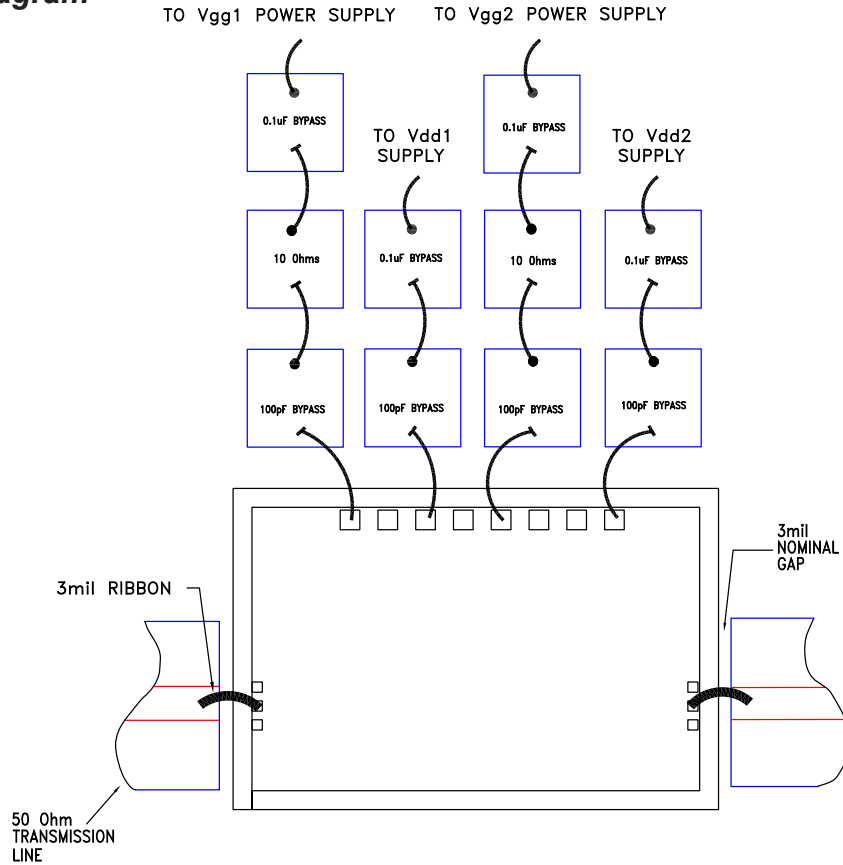 TO Vgg1 POWER SUPPLY
TO Vgg2 POWER SUPPLY
0.1uF BYPASS
0.1uF BYPASS
TO Vdd1
SUPPLY
TO Vdd2
SUPPLY
10 Ohms
0.1uF BYPASS
10 Ohms
0.1uF BYPASS
100pF BYPASS
100pF BYPASS
100pF BYPASS
100pF BYPASS
3mil
NOMINAL
GAP
3mil RIBBON
50 Ohm
TRANSMISSION
LINE